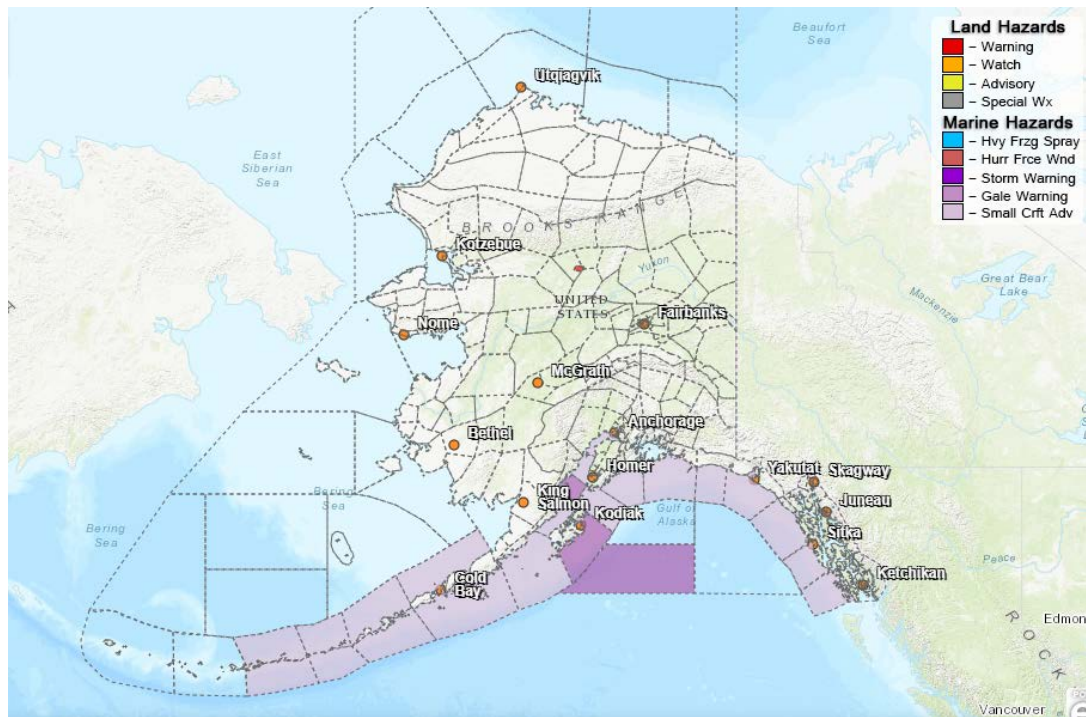 Beaufort
Sea
Land Hazards
– Warning
– Watch
– Advisory
– Special Wx
Marine Hazards
– Hvy Frzg Spray
– Hurr Frce Wnd
– Storm Warning
– Gale Warning
– Small Crft Adv
Utqiagvik
East
Siberian
Sea
BROOKS RANGE
Kotzebue
Yukon
Great Bear
Lake
Mackenzie
UNITED
STATES
Fairbanks
Nome
McGrath
Anchorage
Bethel
Homer
Yakutat
Skagway
King
Salmon
Kodiak
Gulf of
Alaska
Juneau
Bering
Sea
Bering
Sea
Sitka
Peace
Cold
Bay
Ketchikan
Edmon
ROCK
Vancouver